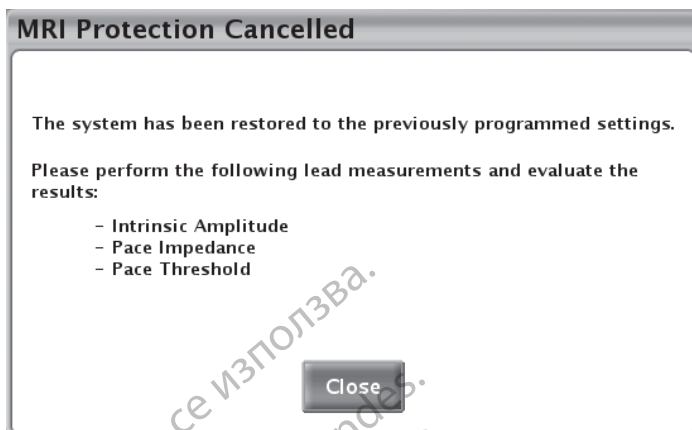 MRI Protection Cancelled
The system has been restored to the previously programmed settings.
Please perform the following lead measurements and evaluate the
results:
- Intrinsic Amplitude
- Pace Impedance
- Pace Threshold
Close
се използва.